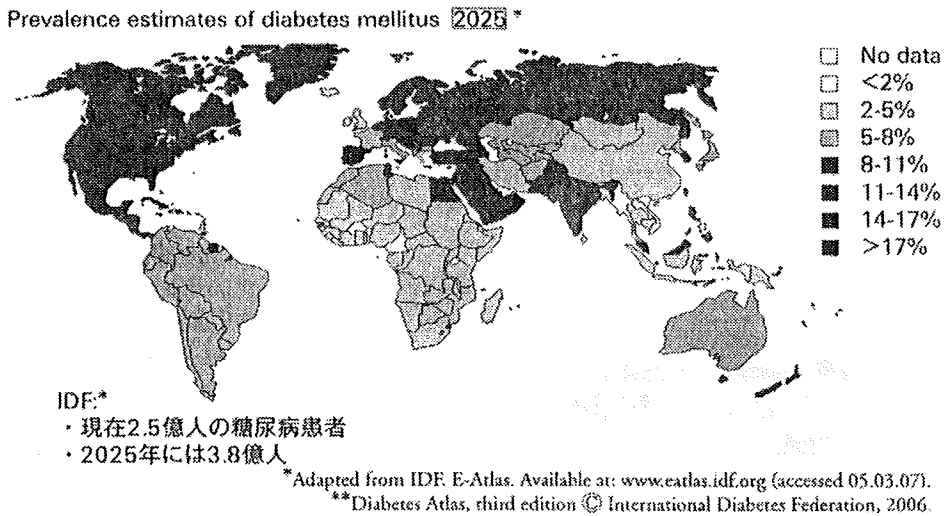 Prevalence estimates of diabetes mellitus 2025 *
No data
<2%
2-5%
5-8%
8-11%
11-14%
14-17%
>17%
IDF:*
・現在2.5億人の糖尿病患者
・2025年には3.8億人
*Adapted from IDF. E-Atlas. Available at: www.eatlas.idf.org (accessed 05.03.07).
**Diabetes Atlas, third edition © International Diabetes Federation, 2006.